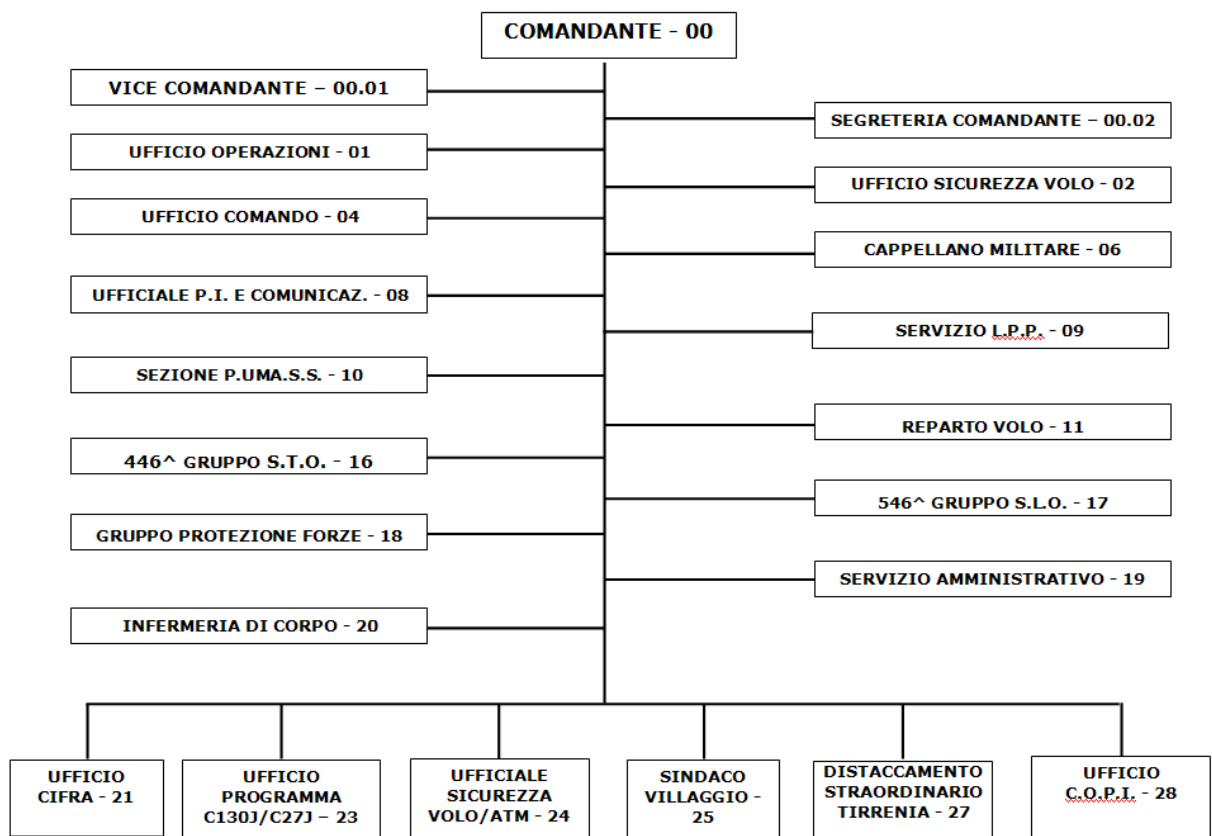 COMANDANTE - 00
VICE COMANDANTE – 00.01
SEGRETERIA COMANDANTE – 00.02
UFFICIO OPERAZIONI - 01
UFFICIO SICUREZZA VOLO - 02
UFFICIO COMANDO - 04
CAPPELLANO MILITARE - 06
UFFICIALE P.I. E COMUNICAZ. - 08
SERVIZIO L.P.P. - 09
SEZIONE P.UMA.S.S. - 10
REPARTO VOLO - 11
446^ GRUPPO S.T.O. - 16
546^ GRUPPO S.L.O. - 17
GRUPPO PROTEZIONE FORZE - 18
SERVIZIO AMMINISTRATIVO - 19
INFERMERIA DI CORPO - 20
UFFICIO
CIFRA - 21
UFFICIO
PROGRAMMA
C130J/C27J – 23
UFFICIALE
SICUREZZA
VOLO/ATM - 24
SINDACO
VILLAGGIO -
25
DISTACCAMENTO
STRAORDINARIO
TIRRENIA - 27
UFFICIO
C.O.P.I. - 28